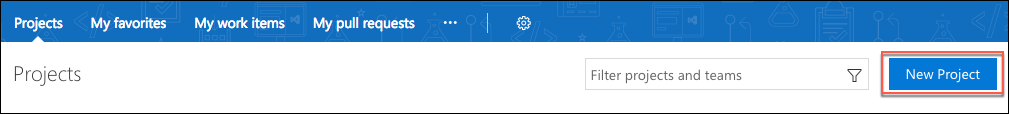 Projects My favorites My work items My pull requests ...
Projects Filter projects and teams New Project